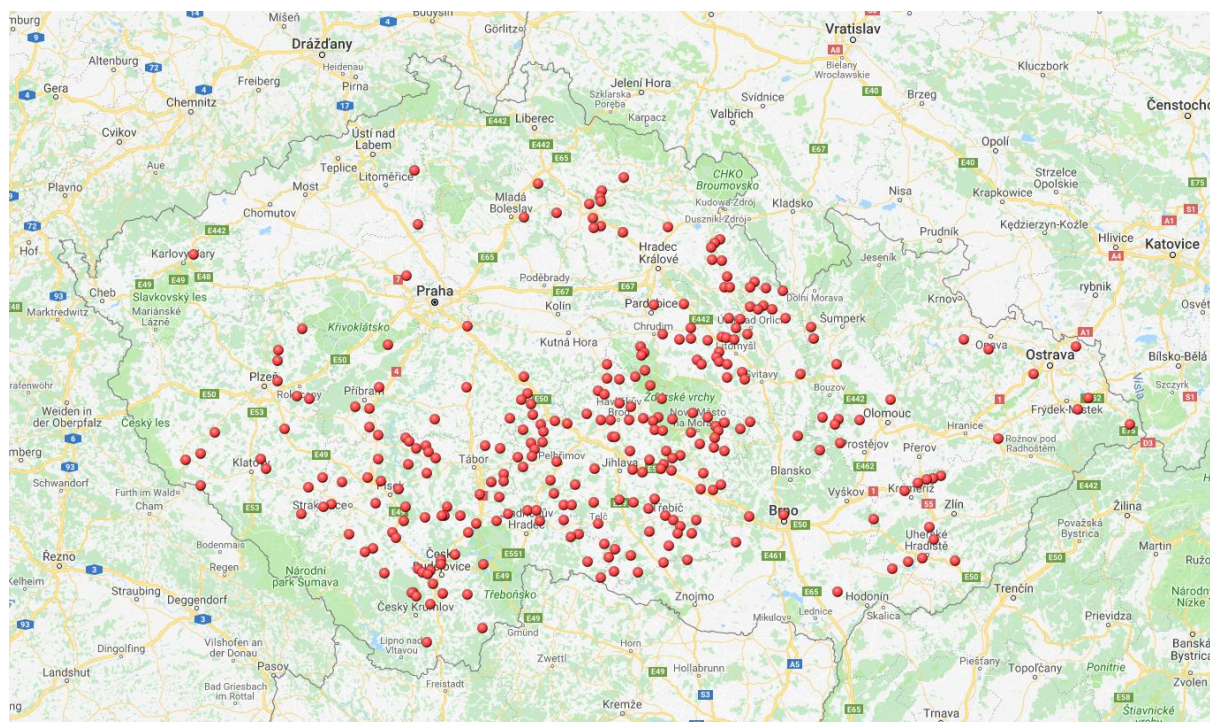 Míšeň
Budyšín
Vratislav
Drážďany
Görlitz
Altenburg
Heidenau
Pirna
Freiberg
Bielany
Wrocławskie
Kluczbork
Gera
Chemnitz
Jelení Hora
Szklarska
Poręba
Karpacz
Svídnice
Brzeg
Čenstocho
Cvikov
Ústí nad
Labem
Liberec
Valbřich
Opolí
Aue
Teplice
Litoměřice
CHKO
Broumovsko
Strzelce
Opolskie
Plavno
Most
Chomutov
Mladá
Boleslav
Kudowa-Zdrój
Duszniki-Zdrój
Kladsko
Nisa
Krapkowice
Kędzierzyn-Koźle
Hof
Karlovy Vary
Hradec
Králové
Prudník
Hlivice
Katovice
Cheb
Slavkovský les
Mariánské
Lázně
Marktredwitz
Praha
Poděbrady
Kolín
Pardubice
Jeseník
Dolní Morava
Krnov
rybnik
Křivoklátsko
Kutná Hora
Chrudim
Šumperk
Litomyšl
Opava
Ostrava
Bílsko-Bělá
Plzeň
Rokycany
Příbram
Svitavy
Bouzov
Szczyrk
Weiden in
der Oberpfalz
Český les
Žďárské vrchy
Nové Město
na Moravě
Olomouc
Hranice
Frýdek-Místek
Visla
Prostějov
Přerov
Rožnov pod
Radhoštěm
Klatovy
Tábor
Pelhřimov
Jihlava
Blansko
Schwandorf
Furth im Wald
Cham
Strakonice
Písek
Vyškov
Kroměříž
Zlín
Žilina
Třebíč
Telč
Hradec
Brno
Považská
Bystrica
Bodenmais
Regen
Uherské
Hradiště
Martin
Řezno
Národní
park Šumava
České
Budějovice
Třeboňsko
Trenčín
Kelheim
Straubing
Deggendorf
Český Krumlov
Znojmo
Mikulov
Lednice
Hodonín
Skalica
Prievidza
Dingolfing
Vilshofen an
der Donau
Lipno nad
Vltavou
Gmünd
Horn
Landshut
Pasov
Zwettl
Hollabrunn
Piešťany
Topoľčany
Ponitrie
Banská
Bystrica
Zvolen
Bad Griesbach
im Rottal
Freistadt
Kremže
Trnava
Štiavnické
vrchy